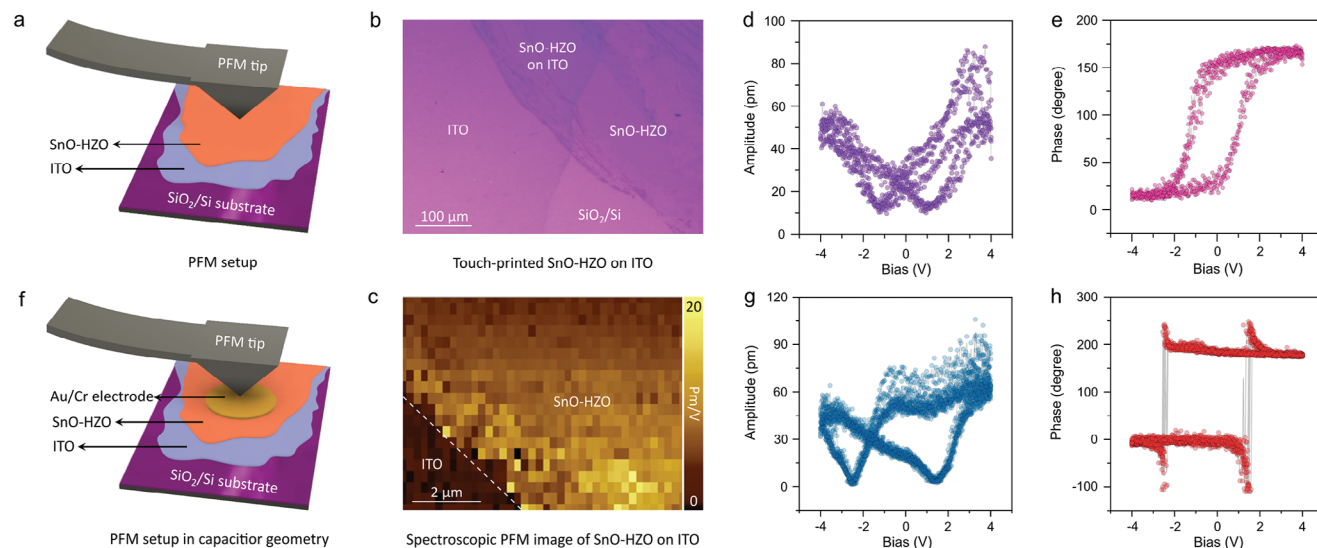 a
PFM tip
SnO-HZO
ITO
SiO₂/Si substrate
PFM setup
b
SnO-HZO
on ITO
ITO
SnO-HZO
SiO₂/Si
100 μm
Touch-printed SnO-HZO on ITO
d
Amplitude (pm)
100
80
60
40
20
0
-4 -2 0 2 4
Bias (V)
e
Phase (degree)
200
150
100
50
0
-4 -2 0 2 4
Bias (V)
f
PFM tip
Au/Cr electrode
SnO-HZO
ITO
SiO₂/Si substrate
PFM setup in capacitior geometry
c
20
Pm/V
0
SnO-HZO
ITO
2 μm
Spectroscopic PFM image of SnO-HZO on ITO
g
Amplitude (pm)
120
90
60
30
0
-4 -2 0 2 4
Bias (V)
h
Phase (degree)
300
200
100
0
-100
-4 -2 0 2 4
Bias (V)